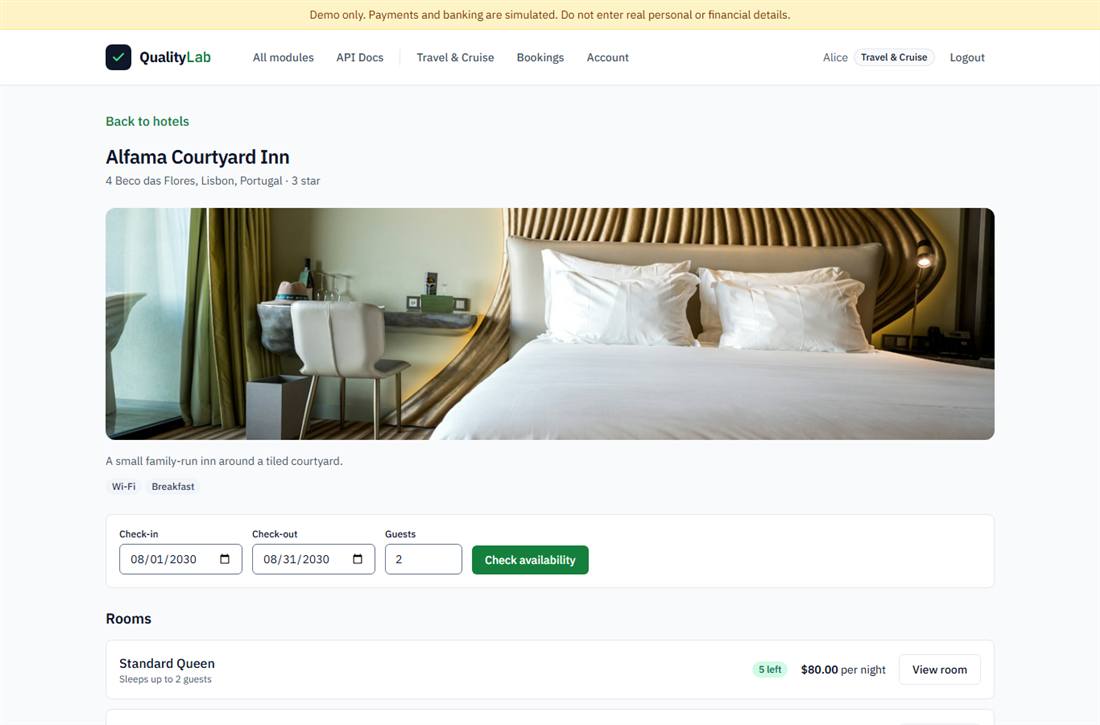 Demo only. Payments and banking are simulated. Do not enter real personal or financial details.
QualityLab All modules API Docs Travel & Cruise Bookings Account Alice Travel & Cruise Logout
Back to hotels
Alfama Courtyard Inn
4 Beco das Flores, Lisbon, Portugal · 3 star
A small family-run inn around a tiled courtyard.
Wi-Fi Breakfast
Check-in Check-out Guests
08/01/2030 08/31/2030 2 Check availability
Rooms
Standard Queen
Sleeps up to 2 guests
5 left $80.00 per night View room